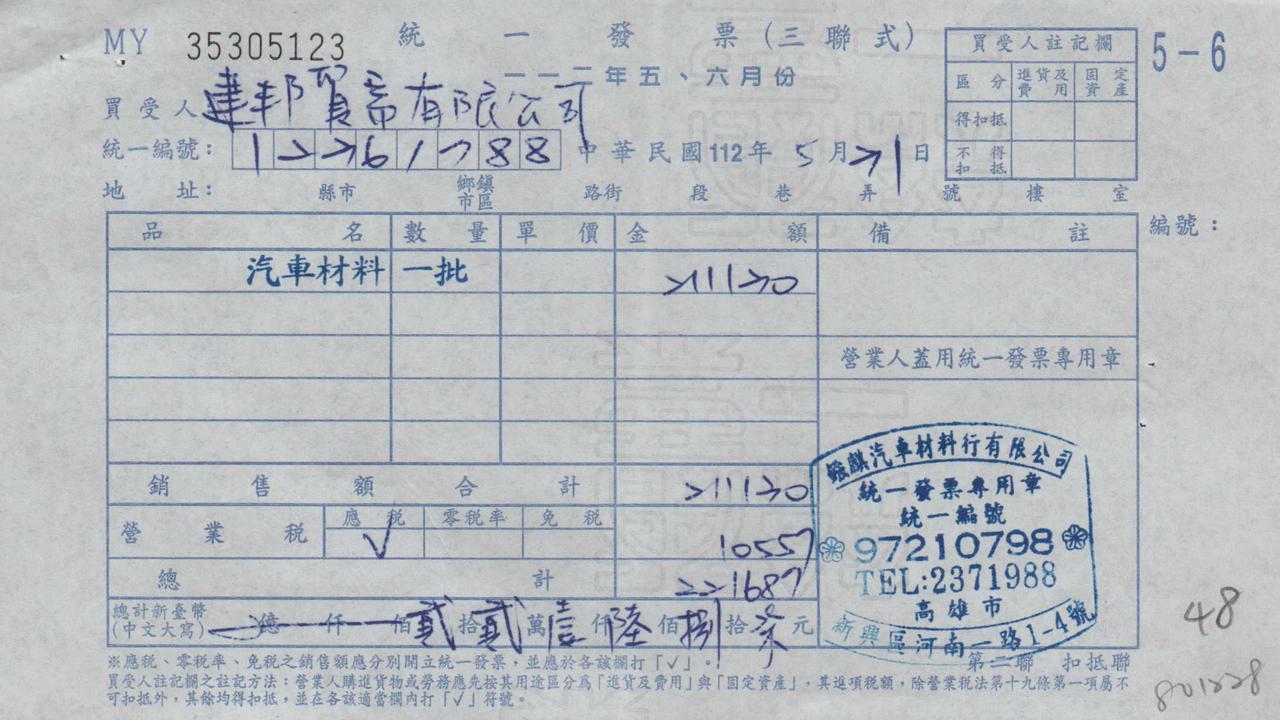 MY 35305123 統一發票(三聯式) 5-6
一一二年五、六月份
買受人 建邦貿易有限公司
統一編號: 12361788 中華民國112年 5月31日
地址: 縣市 鄉鎮市區 路街 段 巷 弄 號 樓 室
買受人註記欄
區分 進貨及費用 固定資產
得扣抵
不得扣抵
品名 數量 單價 金額 備註 編號:
汽車材料 一批 211130
營業人蓋用統一發票專用章
銷售額合計 211130
營業稅 應稅 零稅率 免稅
√ 10557
總計 221687
總計新臺幣(中文大寫) 億 仟 佰 貳拾 貳萬 壹仟 陸佰 捌拾 柒元
麒汽車材料行有限公司
統一發票專用章
統一編號
97210798
TEL:2371988
高雄市
新興區河南一路1-4號
48
第二聯 扣抵聯
※應稅、零稅率、免稅之銷售額應分別開立統一發票,並應於各該欄打「√」。
買受人註記欄之註記方法:營業人購進貨物或勞務應先按其用途區分為「進貨及費用」與「固定資產」,其進項稅額,除營業稅法第十九條第一項屬不
可扣抵外,其餘均得扣抵,並在各該適當欄內打「√」符號。
801228